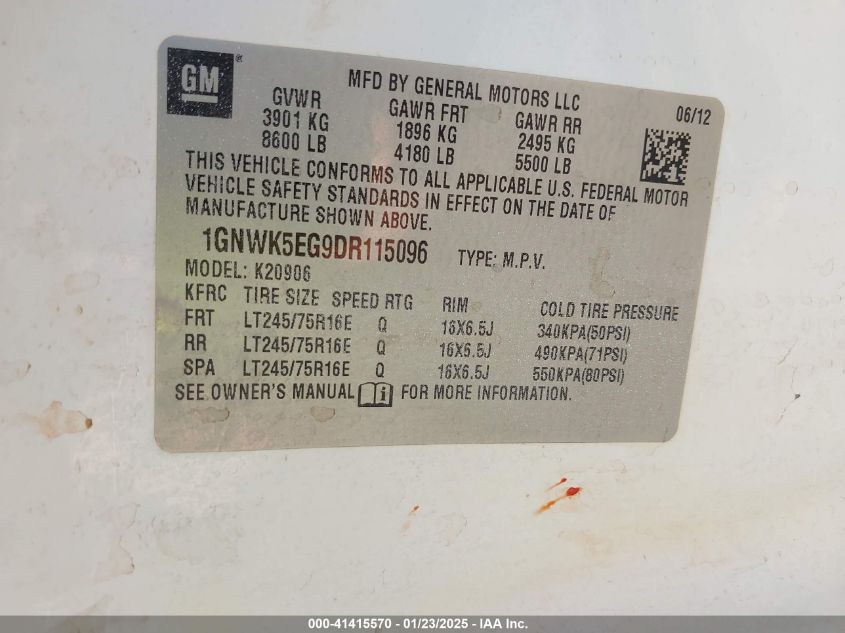 GM
MFD BY GENERAL MOTORS LLC
06/12
GVWR GAWR FRT GAWR RR
3901 KG 1896 KG 2495 KG
8600 LB 4180 LB 5500 LB
THIS VEHICLE CONFORMS TO ALL APPLICABLE U.S. FEDERAL MOTOR
VEHICLE SAFETY STANDARDS IN EFFECT ON THE DATE OF
MANUFACTURE SHOWN ABOVE.
1GNWK5EG9DR115096 TYPE: M.P.V.
MODEL: K20906
KFRC TIRE SIZE SPEED RTG RIM COLD TIRE PRESSURE
FRT LT245/75R16E Q 16X6.5J 340KPA(50PSI)
RR LT245/75R16E Q 16X6.5J 490KPA(71PSI)
SPA LT245/75R16E Q 16X6.5J 550KPA(80PSI)
SEE OWNER'S MANUAL i FOR MORE INFORMATION.
000-41415570 - 01/23/2025 - IAA Inc.